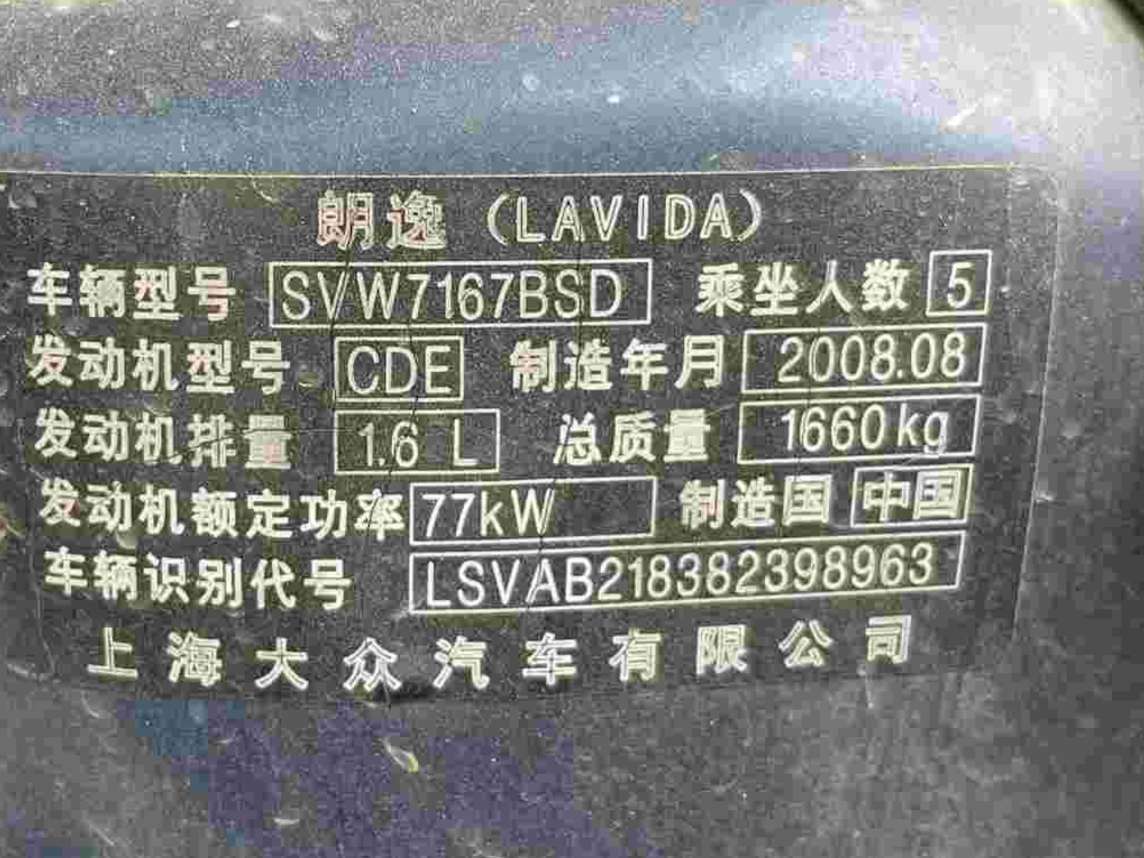 朗逸 (LAVIDA)
车辆型号 SVW7167BSD 乘坐人数 5
发动机型号 CDE 制造年月 2008.08
发动机排量 1.6 L 总质量 1660kg
发动机额定功率 77kW 制造国 中国
车辆识别代号 LSVAB218382398963
上海大众汽车有限公司